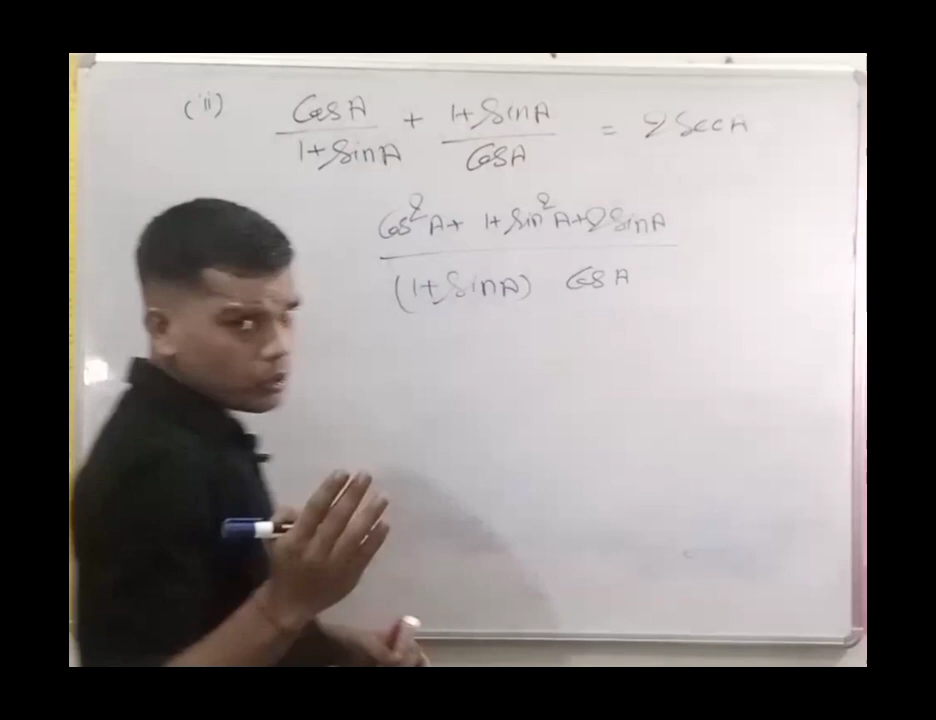 (ii) CosA/1+SinA + 1+SinA/CosA = 2 SecA
Cos²A + 1+Sin²A+2SinA
(1+SinA) CosA